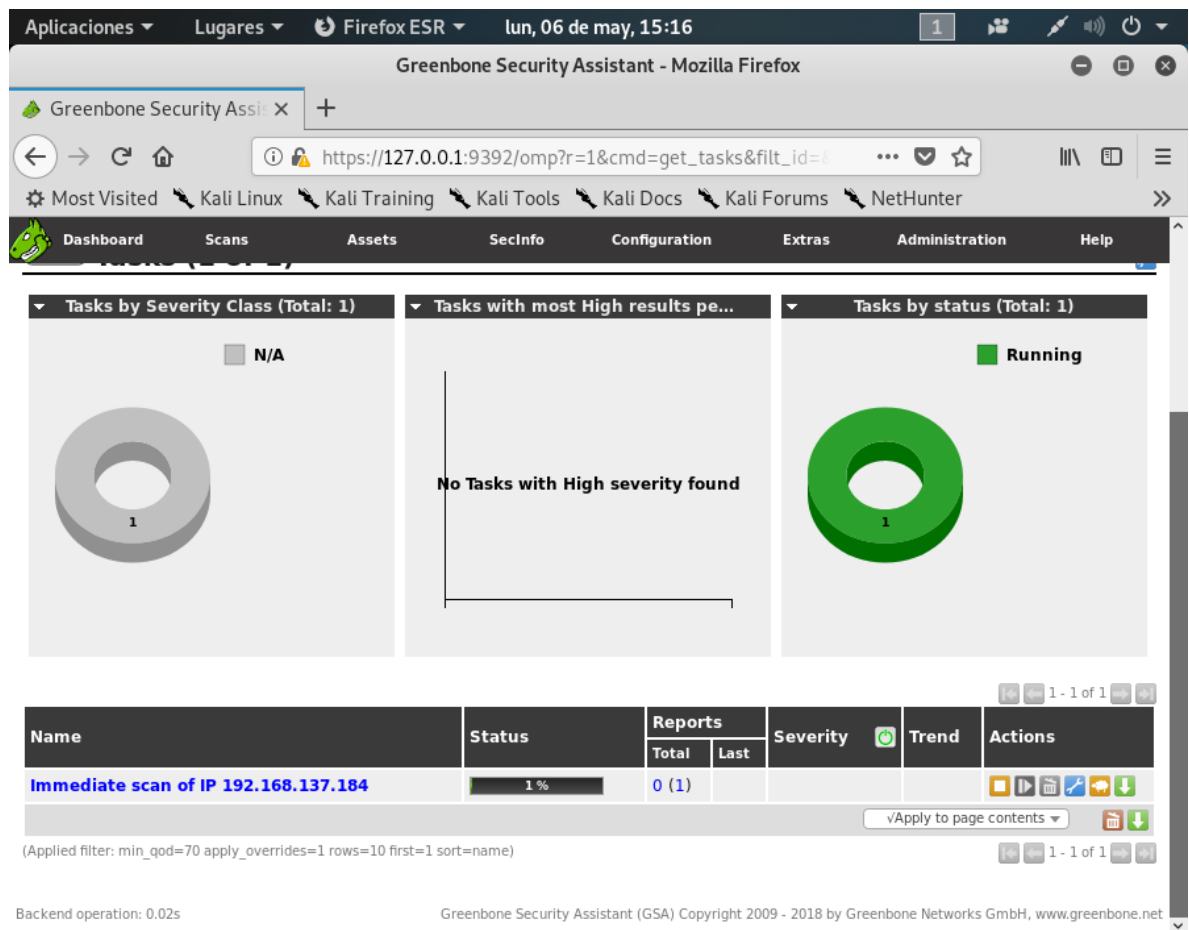 Aplicaciones Lugares Firefox ESR lun, 06 de may, 15:16 1
Greenbone Security Assistant - Mozilla Firefox
Greenbone Security Assis
https://127.0.0.1:9392/omp?r=1&cmd=get_tasks&filt_id=&
Most Visited Kali Linux Kali Training Kali Tools Kali Docs Kali Forums NetHunter
Dashboard Scans Assets SecInfo Configuration Extras Administration Help
Tasks (1 of 1)
Tasks by Severity Class (Total: 1)
N/A
1
Tasks with most High results pe...
No Tasks with High severity found
Tasks by status (Total: 1)
Running
1
1 - 1 of 1
Name Status Reports Severity Trend Actions
Total Last
Immediate scan of IP 192.168.137.184 1 % 0 (1)
√Apply to page contents
(Applied filter: min_qod=70 apply_overrides=1 rows=10 first=1 sort=name) 1 - 1 of 1
Backend operation: 0.02s Greenbone Security Assistant (GSA) Copyright 2009 - 2018 by Greenbone Networks GmbH, www.greenbone.net